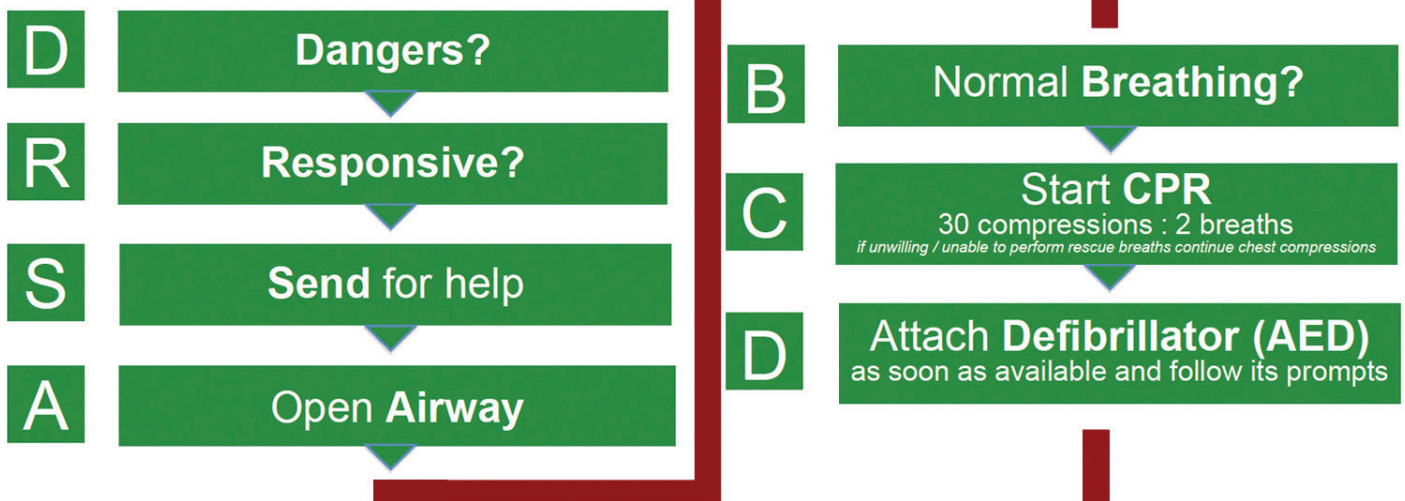 D
Dangers?
R
Responsive?
S
Send for help
A
Open Airway
B
Normal Breathing?
C
Start CPR
30 compressions : 2 breaths
if unwilling / unable to perform rescue breaths continue chest compressions
D
Attach Defibrillator (AED)
as soon as available and follow its prompts